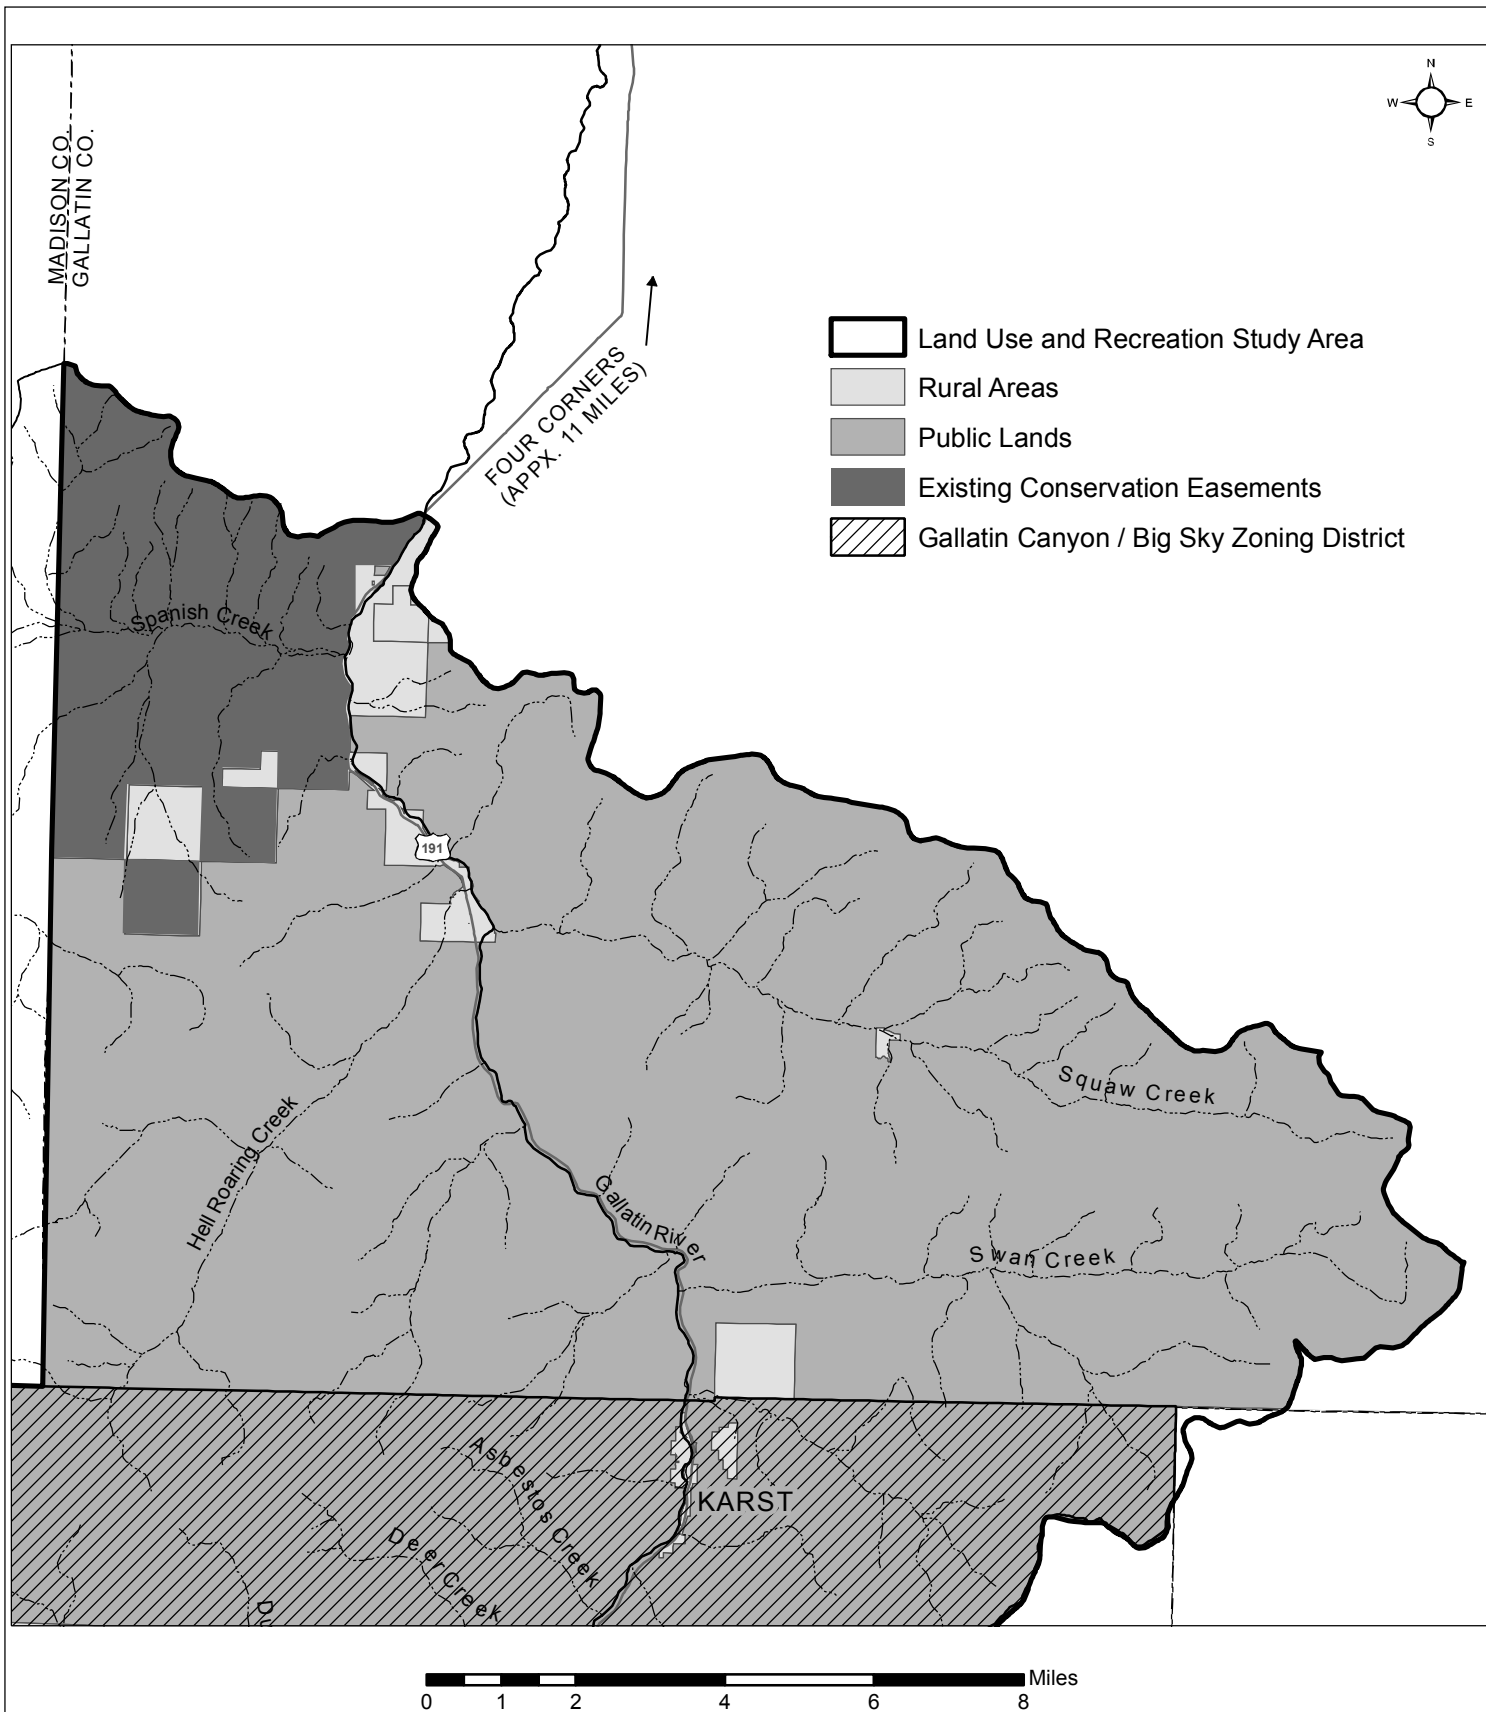 N
W E
S
MADISON CO.
GALLATIN CO.
FOUR CORNERS
(APPX. 11 MILES)
Land Use and Recreation Study Area
Rural Areas
Public Lands
Existing Conservation Easements
Gallatin Canyon / Big Sky Zoning District
Spanish Creek
191
Squaw Creek
Hell Roaring Creek
Gallatin River
Swan Creek
Asbestos Creek
KARST
Deer Creek
Du
Miles
0 1 2 4 6 8